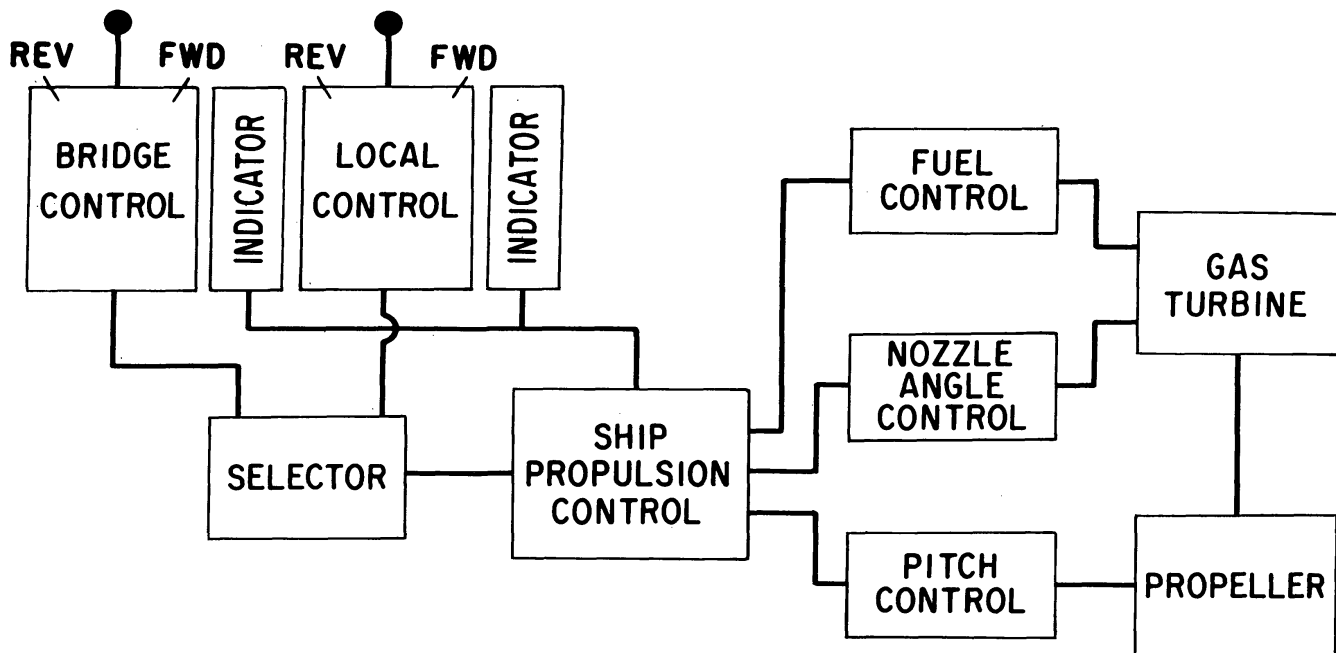 REV FWD
BRIDGE
CONTROL
INDICATOR
REV FWD
LOCAL
CONTROL
INDICATOR
SELECTOR
SHIP
PROPULSION
CONTROL
FUEL
CONTROL
NOZZLE
ANGLE
CONTROL
PITCH
CONTROL
GAS
TURBINE
PROPELLER